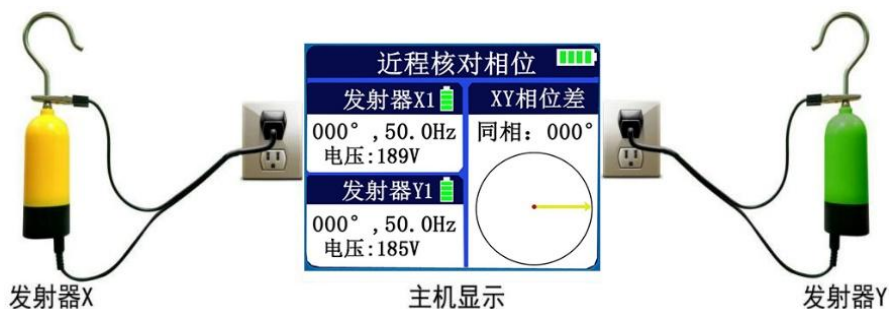 近程核对相位
发射器X1
000°,50.0Hz
电压:189V
发射器Y1
000°,50.0Hz
电压:185V
XY相位差
同相：000°
发射器X
主机显示
发射器Y